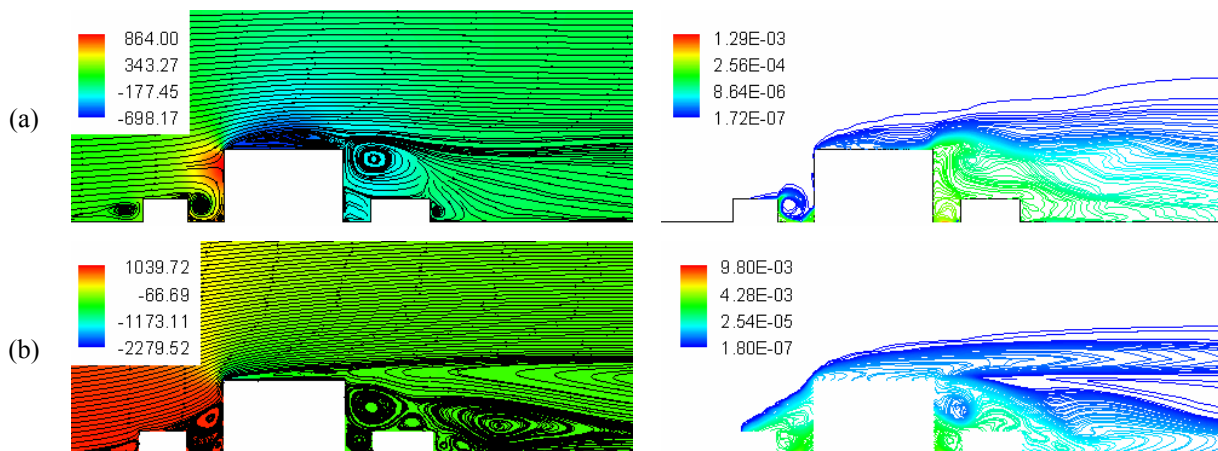 864.00
343.27
-177.45
-698.17
1.29E-03
2.56E-04
8.64E-06
1.72E-07
(a)
1039.72
-66.69
-1173.11
-2279.52
9.80E-03
4.28E-03
2.54E-05
1.80E-07
(b)